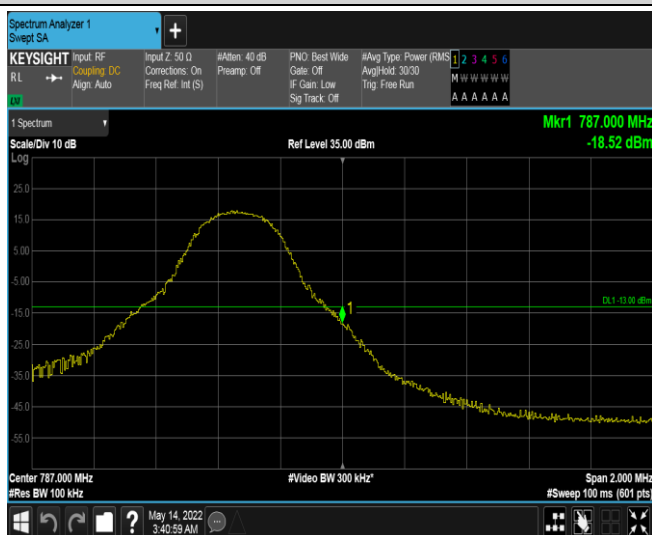 Spectrum Analyzer 1
Swept SA
KEYSIGHT
RL
Input: RF
Coupling: DC
Align: Auto
Input Z: 50 Ω
Corrections: On
Freq Ref: Int (S)
#Atten: 40 dB
Preamp: Off
PNO: Best Wide
Gate: Off
IF Gain: Low
Sig Track: Off
#Avg Type: Power (RMS
Avg|Hold: 30/30
Trig: Free Run
1 2 3 4 5 6
M W W W W W
A A A A A A
1 Spectrum
Scale/Div 10 dB
Ref Level 35.00 dBm
Mkr1 787.000 MHz
-18.52 dBm
Log
25.0
15.0
5.00
-5.00
-15.0
-25.0
-35.0
-45.0
-55.0
1
DL1 -13.00 dBm
Center 787.000 MHz
#Video BW 300 kHz*
Span 2.000 MHz
#Res BW 100 kHz
#Sweep 100 ms (601 pts)
May 14, 2022
3:40:59 AM